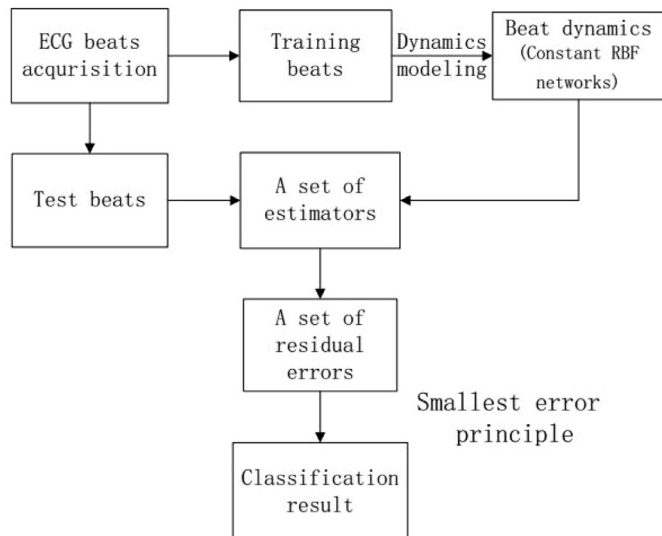 ECG beats
acqurisition
Training
beats
Dynamics
modeling
Beat dynamics
(Constant RBF
networks)
Test beats
A set of
estimators
A set of
residual
errors
Smallest error
principle
Classification
result